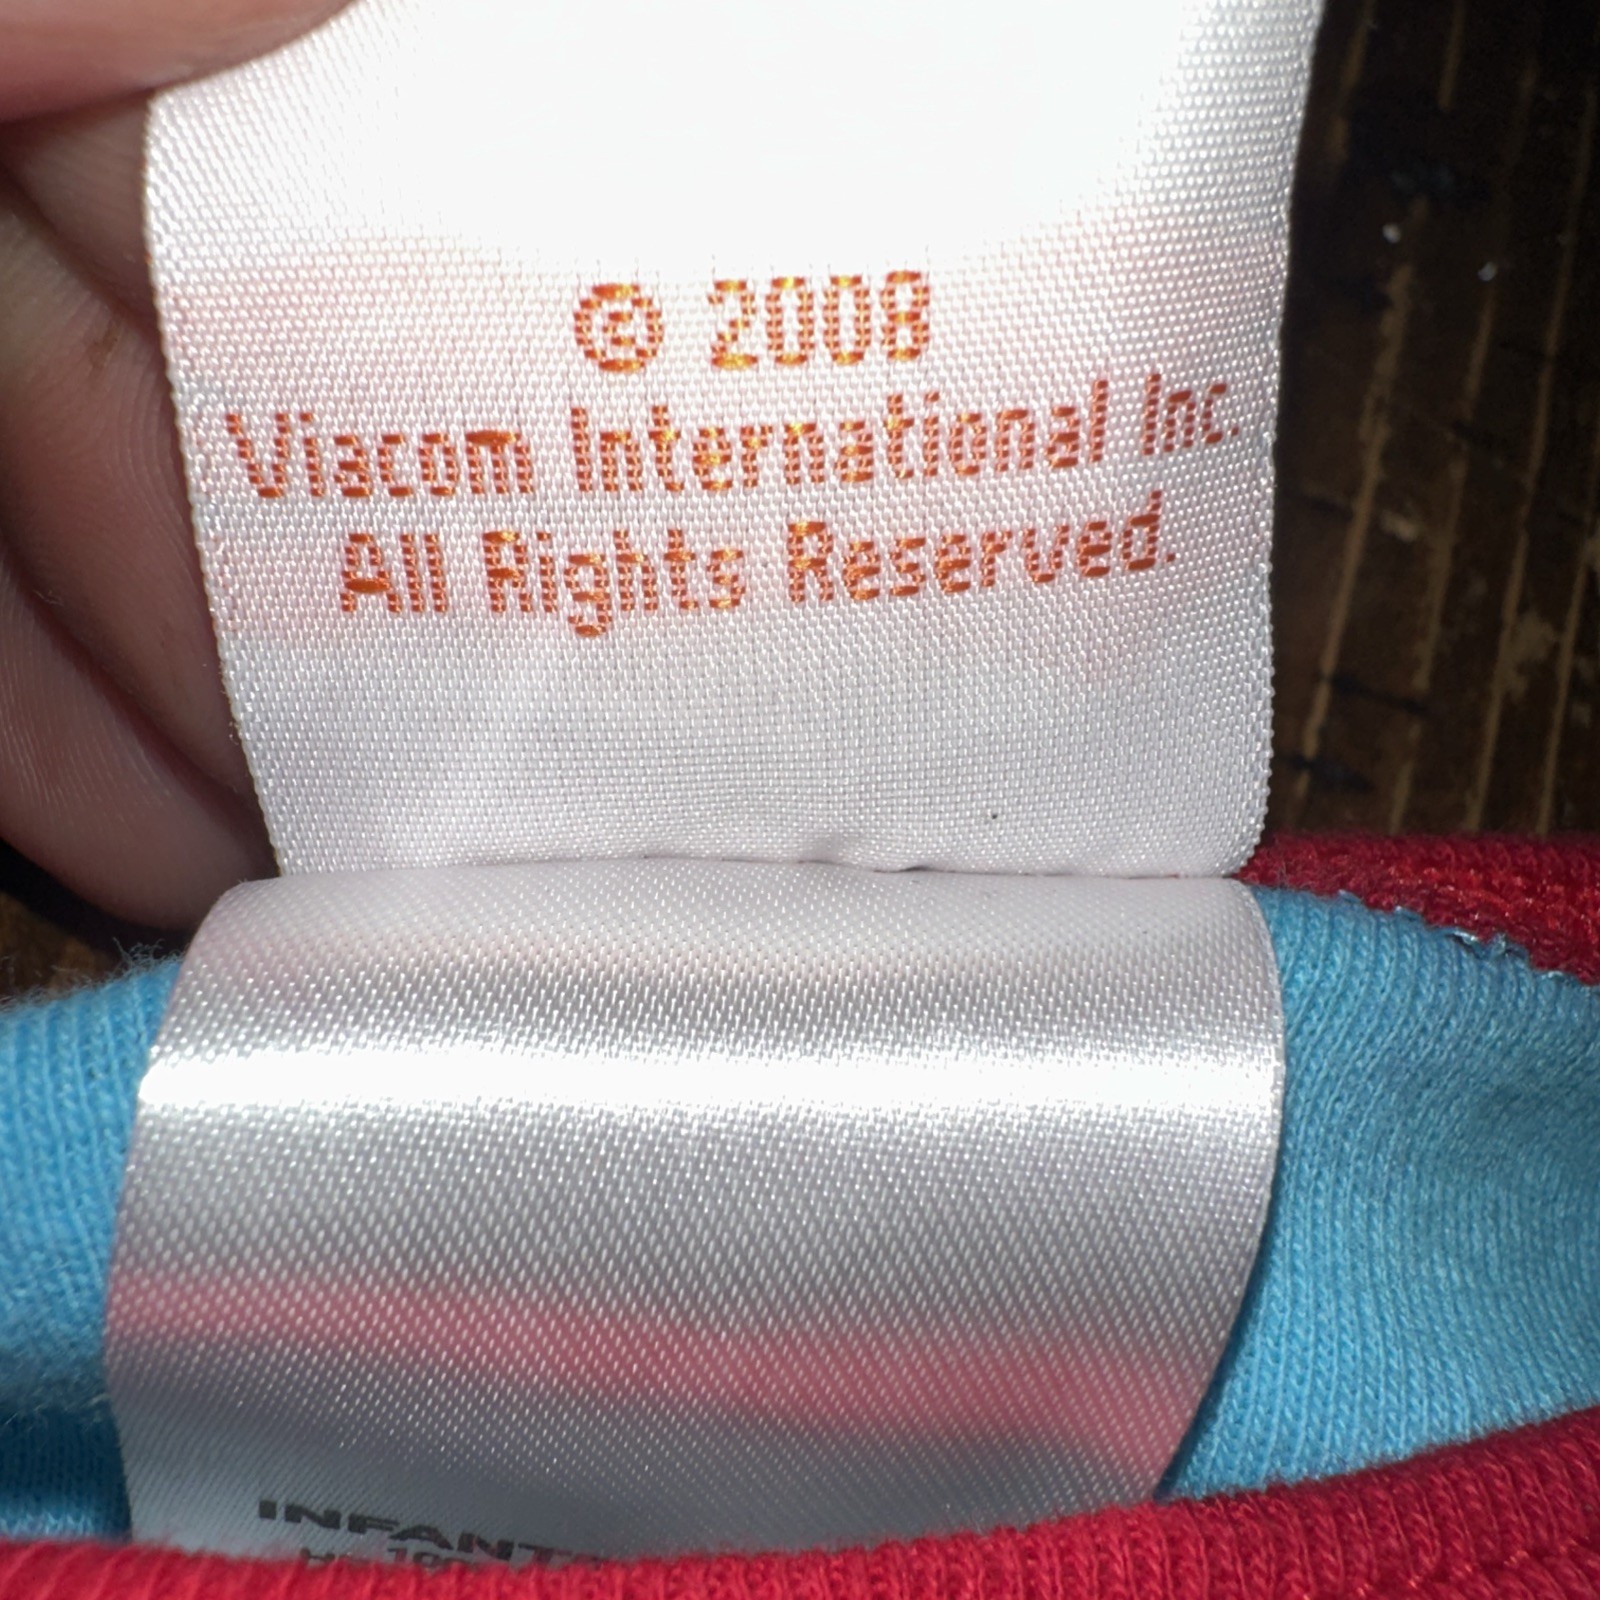 © 2008
Viacom International Inc.
All Rights Reserved.
INFANT